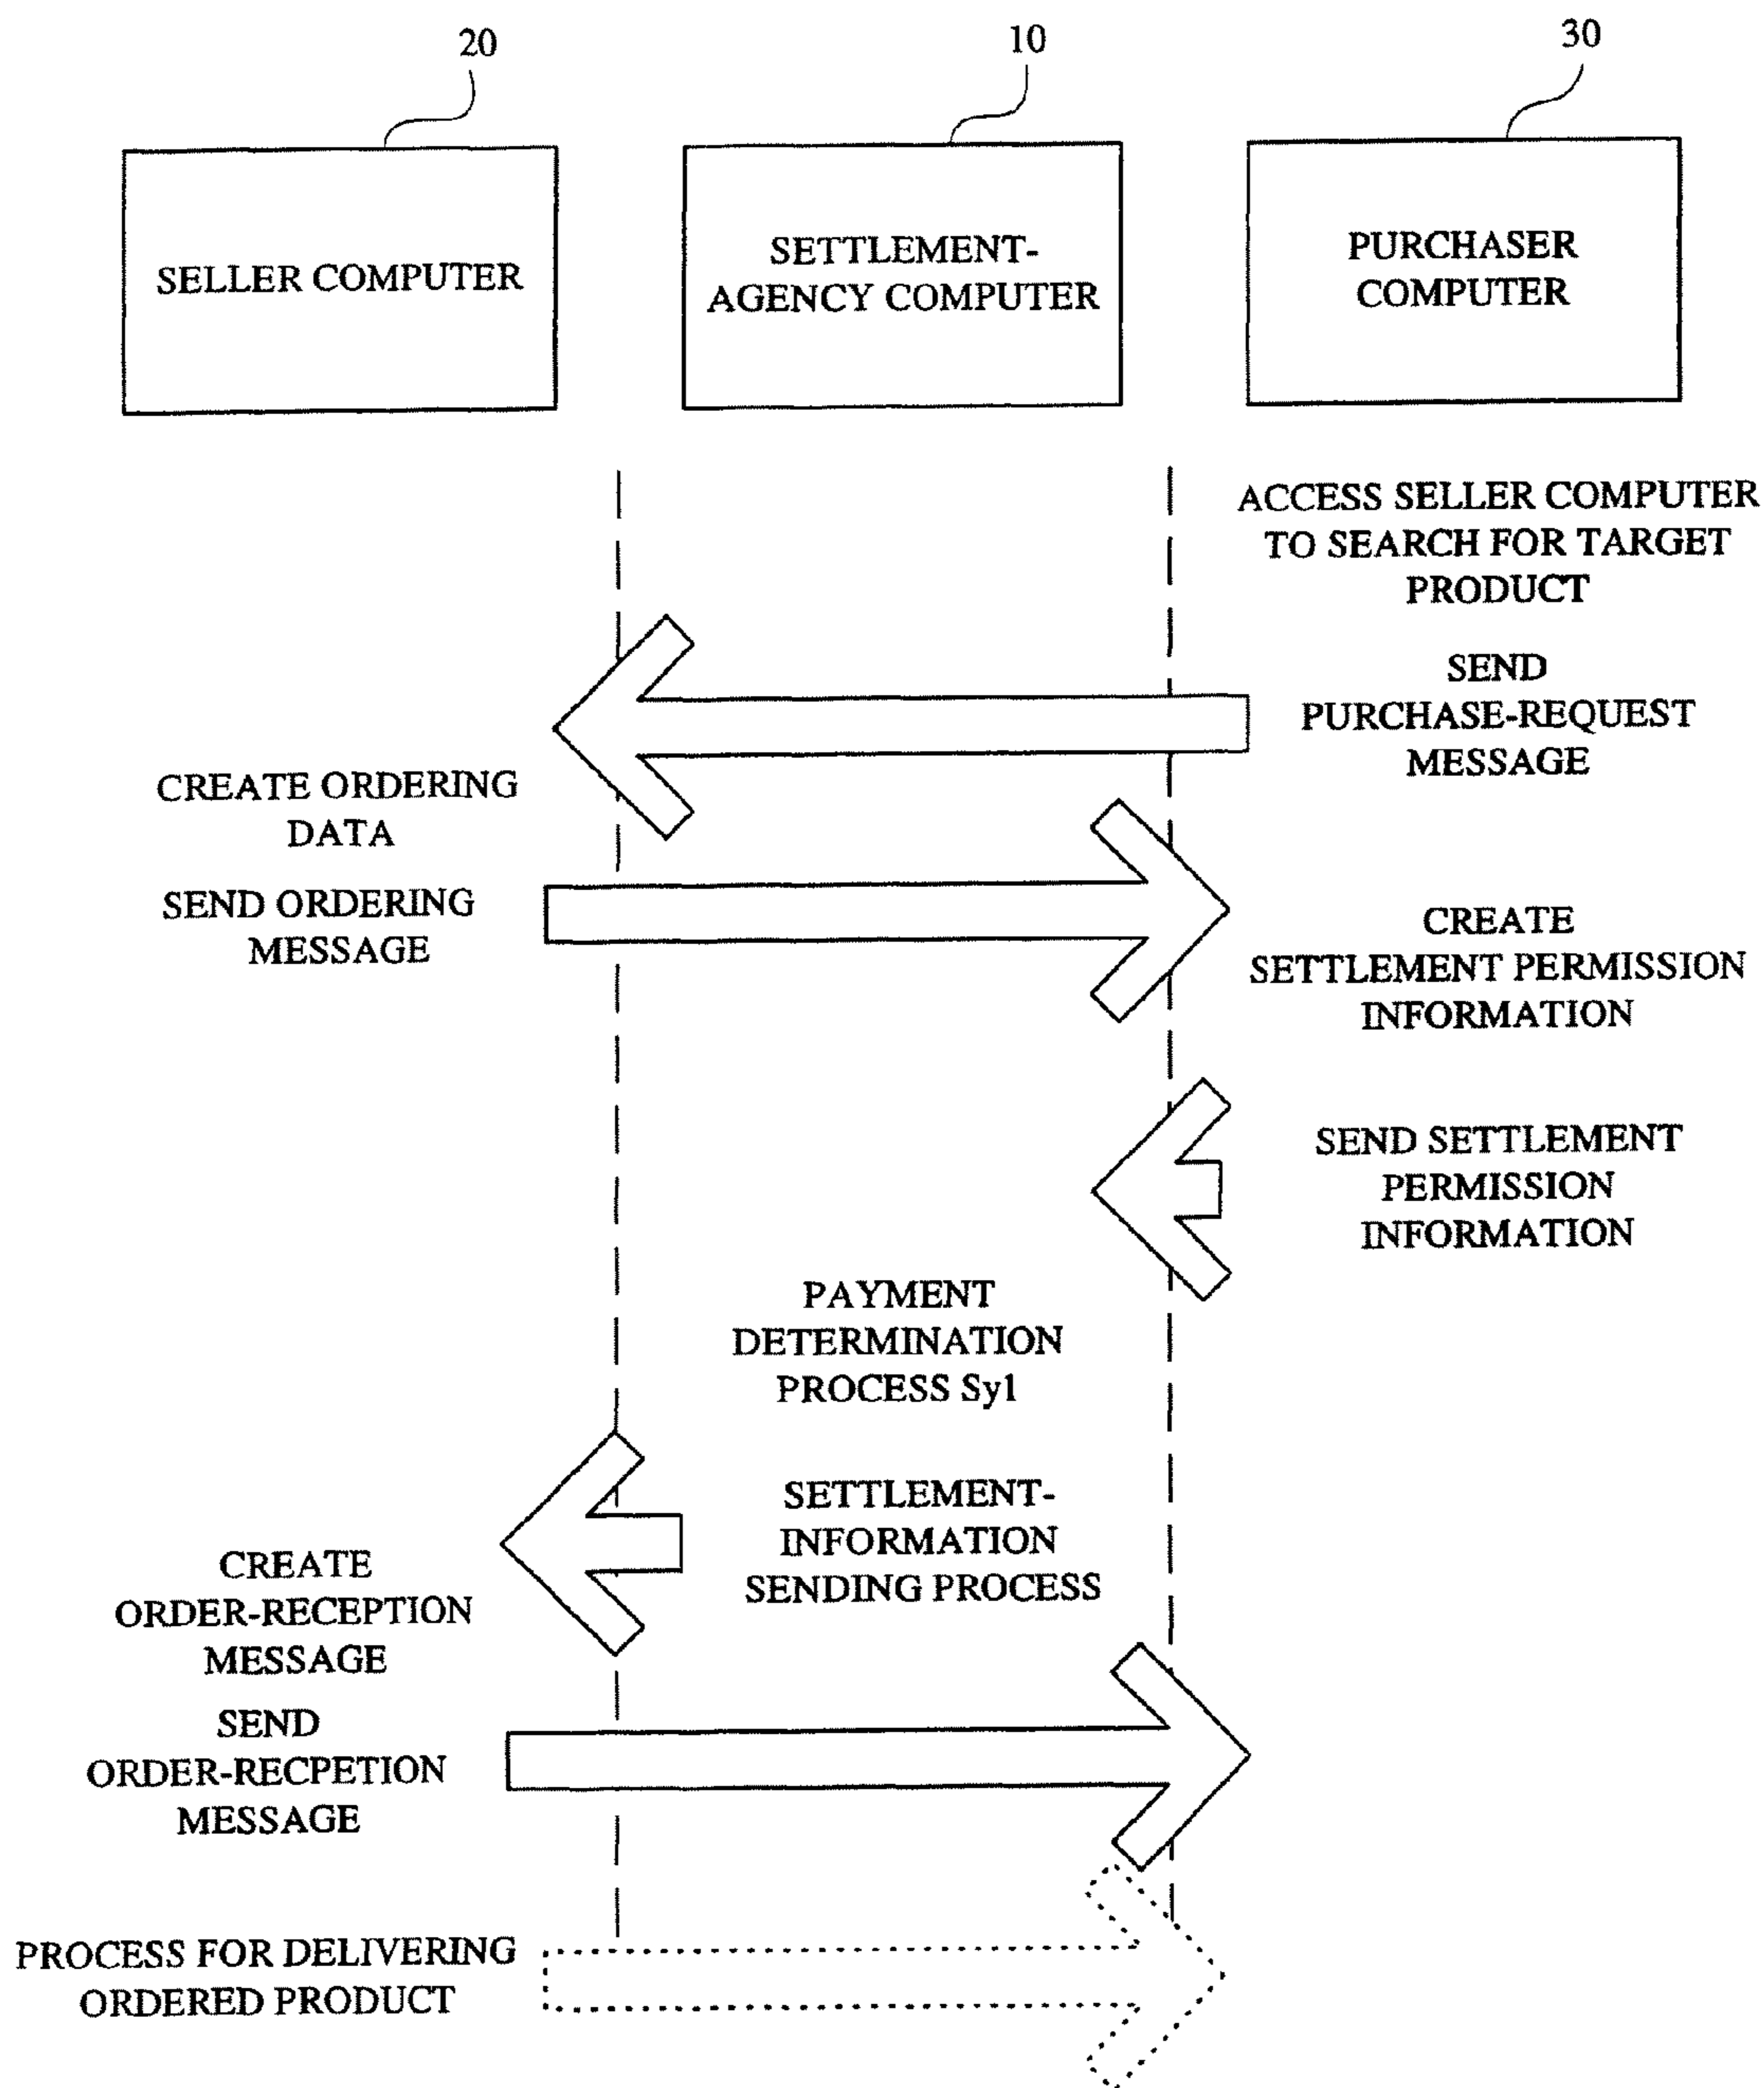 20
10
30
SELLER COMPUTER
SETTLEMENT-
AGENCY COMPUTER
PURCHASER
COMPUTER
ACCESS SELLER COMPUTER
TO SEARCH FOR TARGET
PRODUCT
SEND
PURCHASE-REQUEST
MESSAGE
CREATE ORDERING
DATA
SEND ORDERING
MESSAGE
CREATE
SETTLEMENT PERMISSION
INFORMATION
SEND SETTLEMENT
PERMISSION
INFORMATION
PAYMENT
DETERMINATION
PROCESS Sy1
SETTLEMENT-
INFORMATION
SENDING PROCESS
CREATE
ORDER-RECEPTION
MESSAGE
SEND
ORDER-RECPETION
MESSAGE
PROCESS FOR DELIVERING
ORDERED PRODUCT